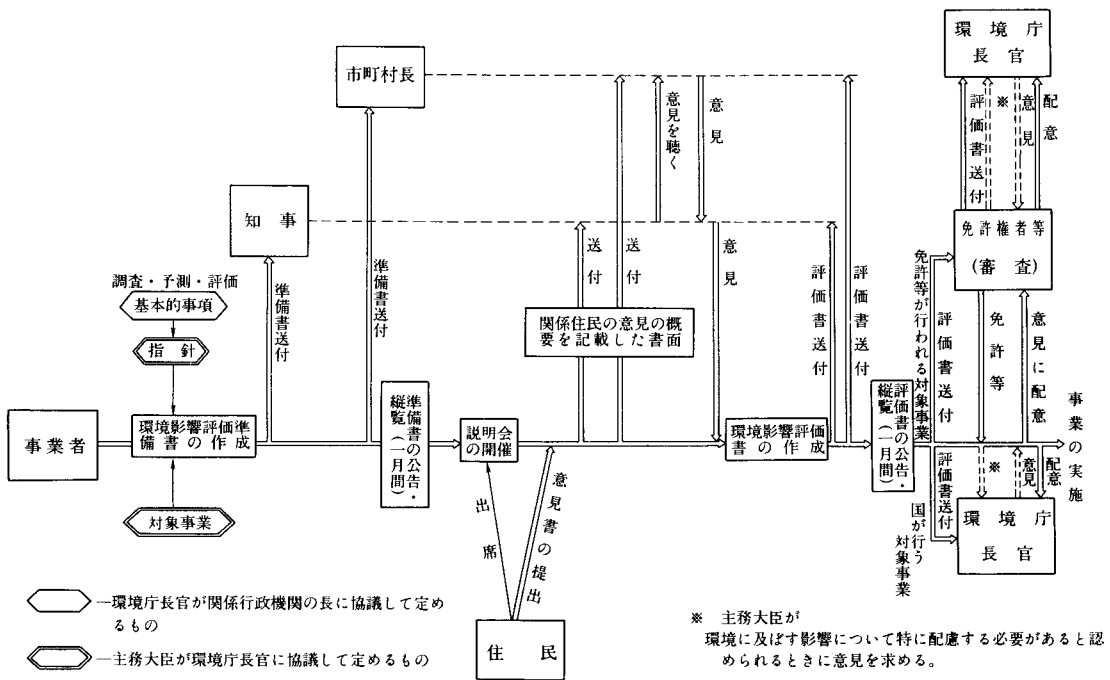 環境庁
長官
市町村長
評価書送付
※
意見
配意
意見を聴く
意見
知事
免許権者等
(審査)
調査・予測・評価
基本的事項
準備書送付
準備書送付
送付
送付
意見
評価書送付
評価書送付
免許等が行われる対象事業
評価書送付
免許等
意見に配意
関係住民の意見の概
要を記載した書面
指針
事業者
環境影響評価準
備書の作成
準備書の公告・
縦覧(一月間)
説明会
の開催
環境影響評価
書の作成
評価書の公告・
縦覧(一月間)
事業の実施
対象事業
出席
意見書の提出
国が行う
対象事業
評価書送付
※
意見
配意
環境庁
長官
住民
―環境庁長官が関係行政機関の長に協議して定め
るもの
―主務大臣が環境庁長官に協議して定めるもの
※ 主務大臣が
環境に及ぼす影響について特に配慮する必要があると認
められるときに意見を求める。